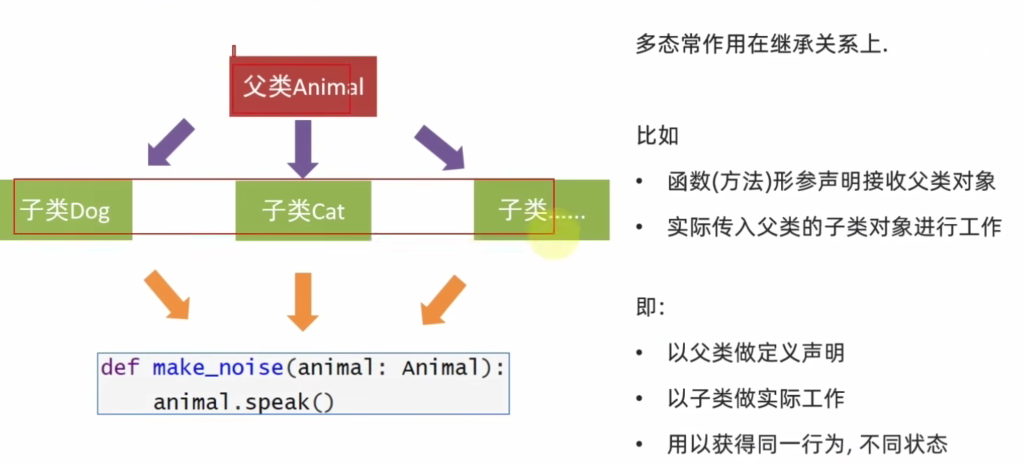 父类Animal
子类Dog
子类Cat
子类......
def make_noise(animal: Animal):
animal.speak()
多态常作用在继承关系上.
比如
• 函数(方法)形参声明接收父类对象
• 实际传入父类的子类对象进行工作
即：
• 以父类做定义声明
• 以子类做实际工作
• 用以获得同一行为, 不同状态